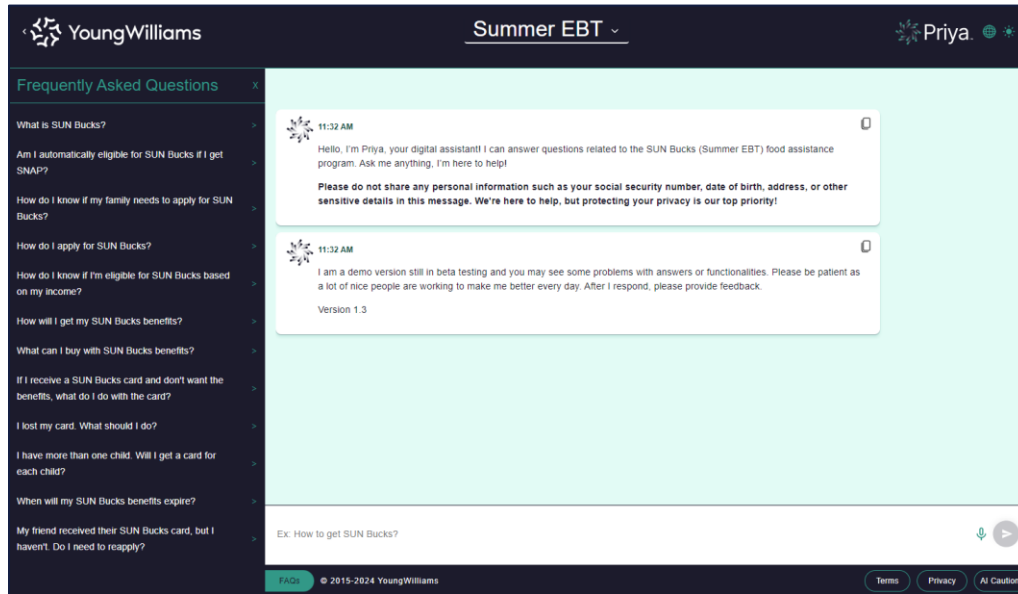 YoungWilliams
Summer EBT
Priya.
Frequently Asked Questions
X
What is SUN Bucks?
Am I automatically eligible for SUN Bucks if I get
SNAP?
How do I know if my family needs to apply for SUN
Bucks?
How do I apply for SUN Bucks?
How do I know if I'm eligible for SUN Bucks based
on my income?
How will I get my SUN Bucks benefits?
What can I buy with SUN Bucks benefits?
If I receive a SUN Bucks card and don't want the
benefits, what do I do with the card?
I lost my card. What should I do?
I have more than one child. Will I get a card for
each child?
When will my SUN Bucks benefits expire?
My friend received their SUN Bucks card, but I
haven't. Do I need to reapply?
11:32 AM
Hello, I'm Priya, your digital assistant! I can answer questions related to the SUN Bucks (Summer EBT) food assistance
program. Ask me anything, I'm here to help!
Please do not share any personal information such as your social security number, date of birth, address, or other
sensitive details in this message. We're here to help, but protecting your privacy is our top priority!
11:32 AM
I am a demo version still in beta testing and you may see some problems with answers or functionalities. Please be patient as
a lot of nice people are working to make me better every day. After I respond, please provide feedback.
Version 1.3
Ex: How to get SUN Bucks?
FAQs
© 2015-2024 YoungWilliams
Terms
Privacy
AI Caution